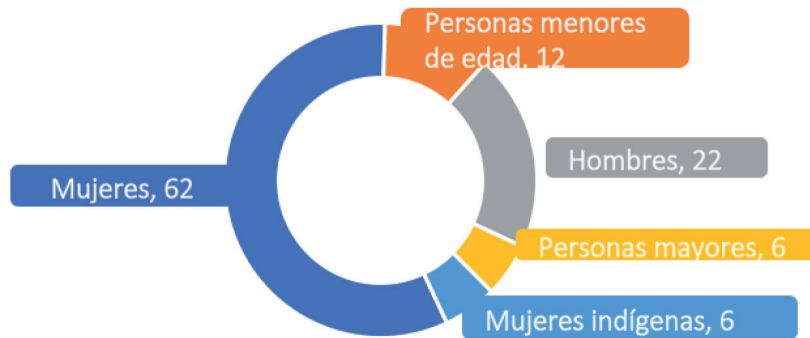 Personas menores
de edad, 12
Hombres, 22
Mujeres, 62
Personas mayores, 6
Mujeres indígenas, 6